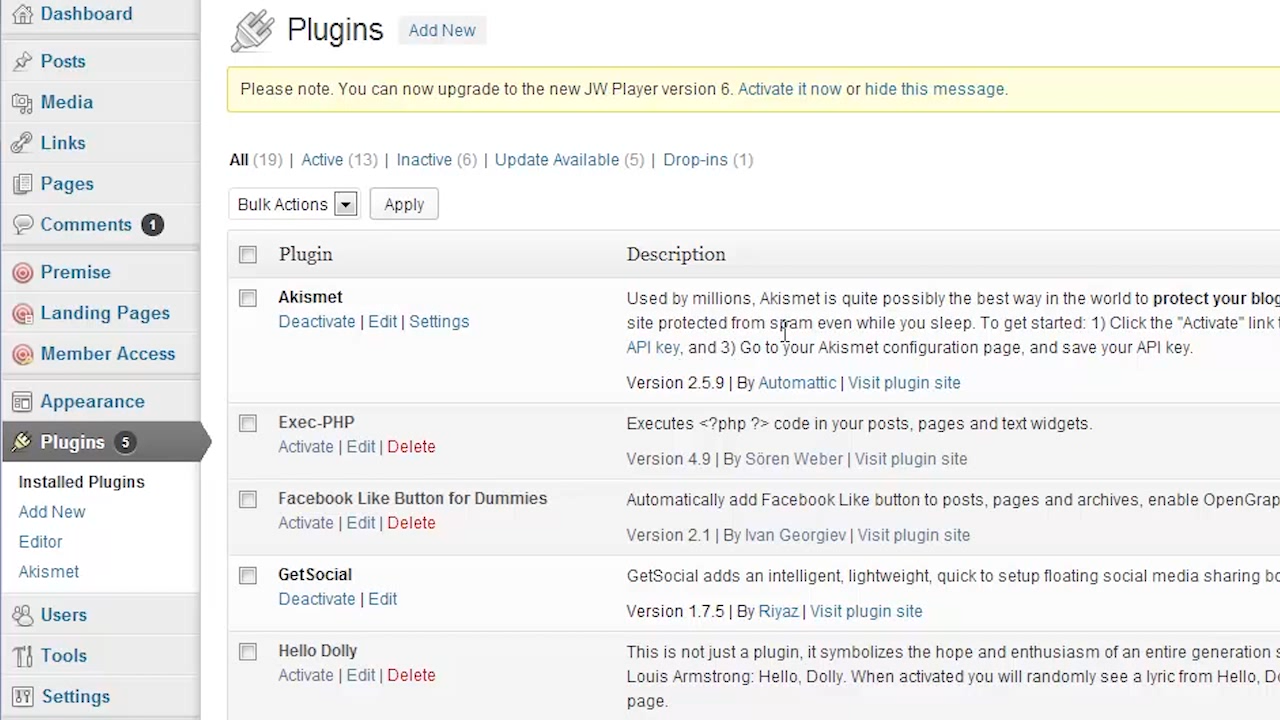 Dashboard
Posts
Media
Links
Pages
Comments 1
Premise
Landing Pages
Member Access
Appearance
Plugins 5
Installed Plugins
Add New
Editor
Akismet
Users
Tools
Settings
Plugins Add New
Please note. You can now upgrade to the new JW Player version 6. Activate it now or hide this message.
All (19) | Active (13) | Inactive (6) | Update Available (5) | Drop-ins (1)
Bulk Actions Apply
Plugin Description
Akismet
Deactivate | Edit | Settings
Used by millions, Akismet is quite possibly the best way in the world to protect your blog
site protected from spam even while you sleep. To get started: 1) Click the "Activate" link
API key, and 3) Go to your Akismet configuration page, and save your API key.
Version 2.5.9 | By Automattic | Visit plugin site
Exec-PHP
Activate | Edit | Delete
Executes <?php ?> code in your posts, pages and text widgets.
Version 4.9 | By Sören Weber | Visit plugin site
Facebook Like Button for Dummies
Activate | Edit | Delete
Automatically add Facebook Like button to posts, pages and archives, enable OpenGrap
Version 2.1 | By Ivan Georgiev | Visit plugin site
GetSocial
Deactivate | Edit
GetSocial adds an intelligent, lightweight, quick to setup floating social media sharing bo
Version 1.7.5 | By Riyaz | Visit plugin site
Hello Dolly
Activate | Edit | Delete
This is not just a plugin, it symbolizes the hope and enthusiasm of an entire generation
Louis Armstrong: Hello, Dolly. When activated you will randomly see a lyric from Hello, Do
page.